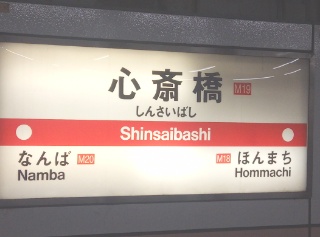 心斎橋 M19
しんさいばし
Shinsaibashi
なんば M20 M18 ほんまち
Namba Hommachi